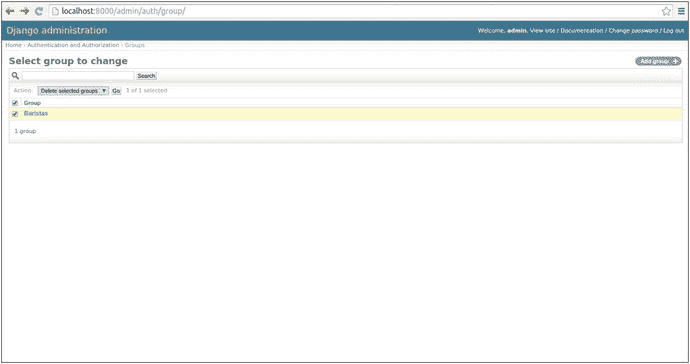 localhost:8000/admin/auth/group/
Django administration
Welcome, admin. View site / Documentation / Change password / Log out
Home › Authentication and Authorization › Groups
Select group to change
Add group +
Search
Action: Delete selected groups Go 1 of 1 selected
Group
Baristas
1 group